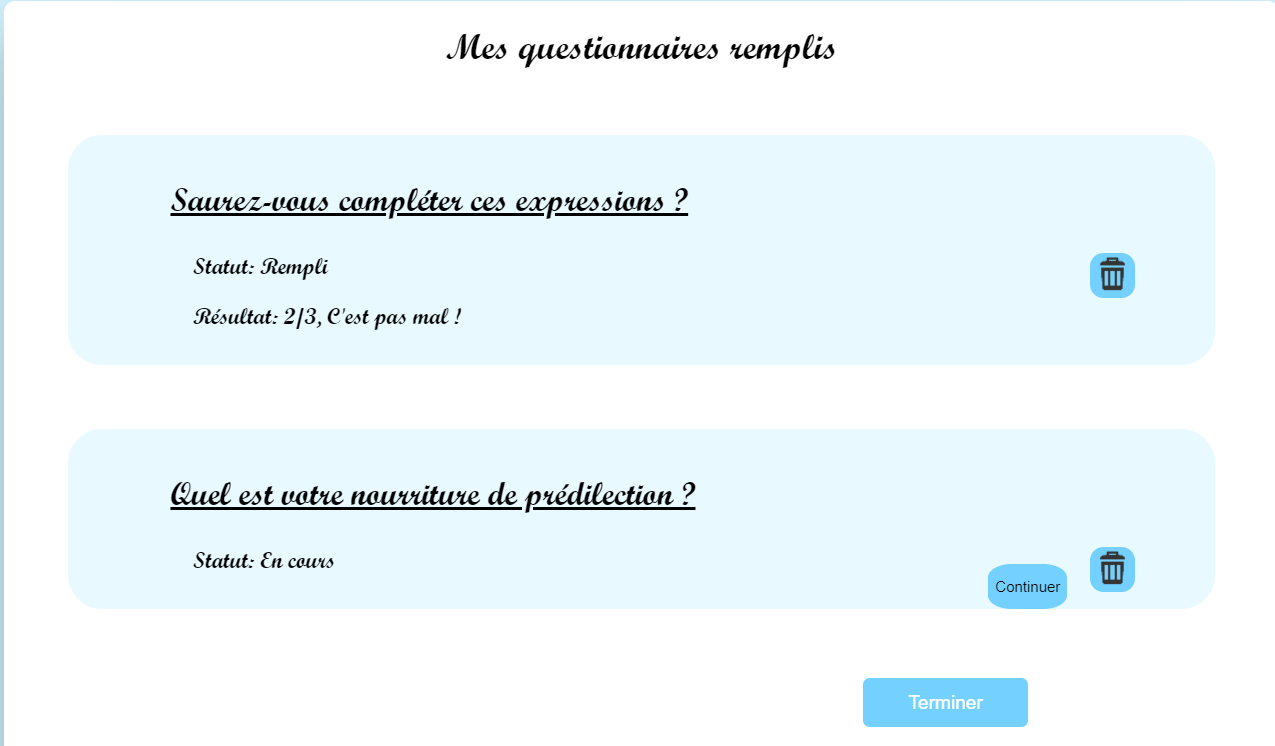 Mes questionnaires remplis
Saurez-vous compléter ces expressions ?
Statut: Rempli
Résultat: 2/3, C'est pas mal !
Quel est votre nourriture de prédilection ?
Statut: En cours
Continuer
Terminer